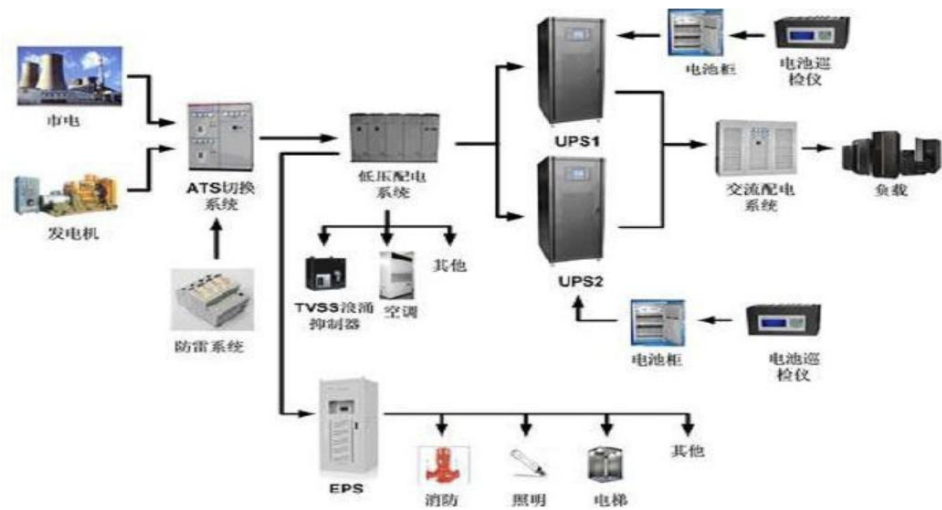 市电
发电机
ATS切换
系统
防雷系统
低压配电
系统
TVSS浪涌
抑制器
空调
其他
UPS1
UPS2
电池柜
电池巡
检仪
交流配电
系统
负载
电池柜
电池巡
检仪
EPS
消防
照明
电梯
其他